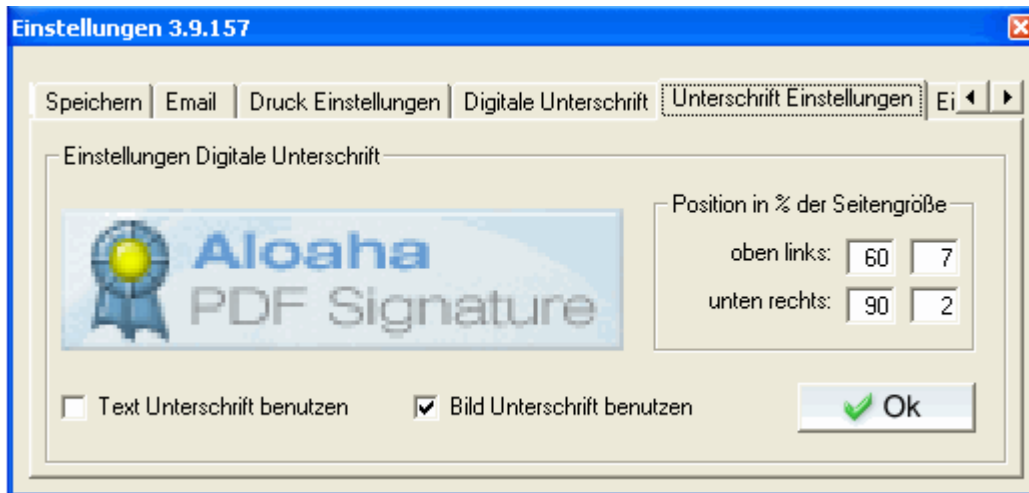 Einstellungen 3.9.157
Speichern Email Druck Einstellungen Digitale Unterschrift Unterschrift Einstellungen Ei
Einstellungen Digitale Unterschrift
Aloaha
PDF Signature
Position in % der Seitengröße
oben links: 60 7
unten rechts: 90 2
Text Unterschrift benutzen Bild Unterschrift benutzen Ok